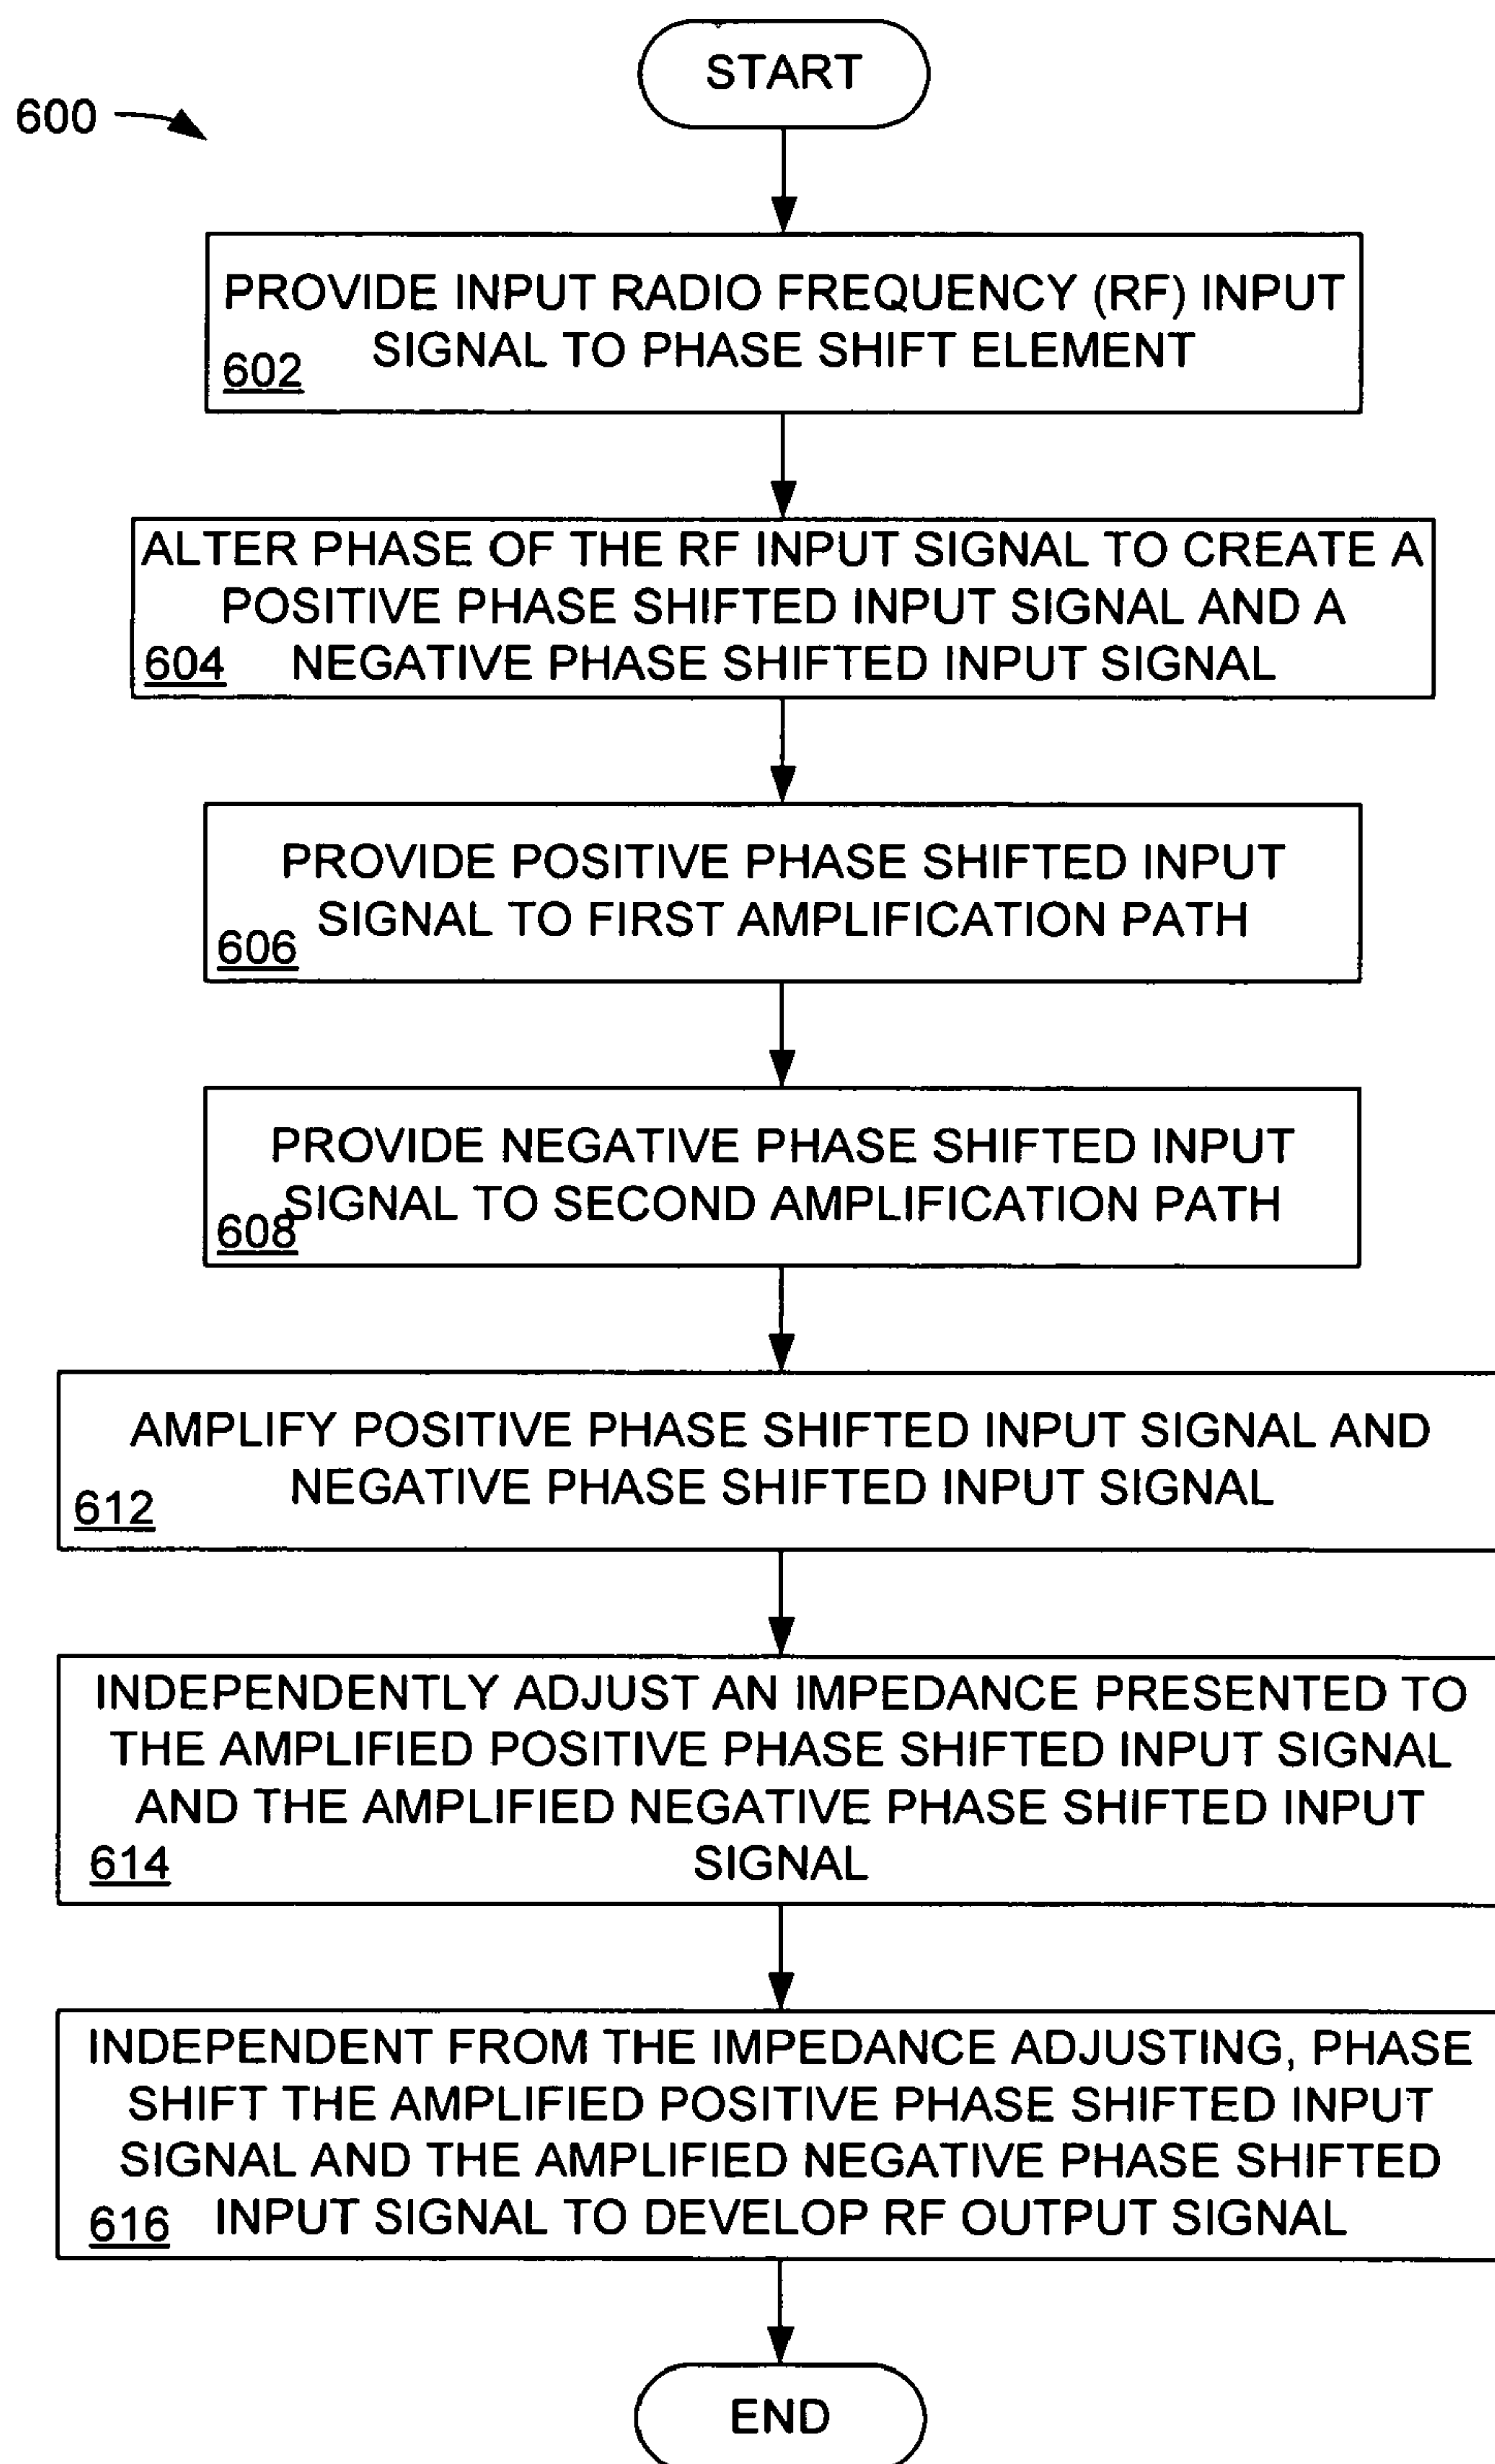 START
600
PROVIDE INPUT RADIO FREQUENCY (RF) INPUT
SIGNAL TO PHASE SHIFT ELEMENT
602
ALTER PHASE OF THE RF INPUT SIGNAL TO CREATE A
POSITIVE PHASE SHIFTED INPUT SIGNAL AND A
NEGATIVE PHASE SHIFTED INPUT SIGNAL
604
PROVIDE POSITIVE PHASE SHIFTED INPUT
SIGNAL TO FIRST AMPLIFICATION PATH
606
PROVIDE NEGATIVE PHASE SHIFTED INPUT
SIGNAL TO SECOND AMPLIFICATION PATH
608
AMPLIFY POSITIVE PHASE SHIFTED INPUT SIGNAL AND
NEGATIVE PHASE SHIFTED INPUT SIGNAL
612
INDEPENDENTLY ADJUST AN IMPEDANCE PRESENTED TO
THE AMPLIFIED POSITIVE PHASE SHIFTED INPUT SIGNAL
AND THE AMPLIFIED NEGATIVE PHASE SHIFTED INPUT
SIGNAL
614
INDEPENDENT FROM THE IMPEDANCE ADJUSTING, PHASE
SHIFT THE AMPLIFIED POSITIVE PHASE SHIFTED INPUT
SIGNAL AND THE AMPLIFIED NEGATIVE PHASE SHIFTED
INPUT SIGNAL TO DEVELOP RF OUTPUT SIGNAL
616
END